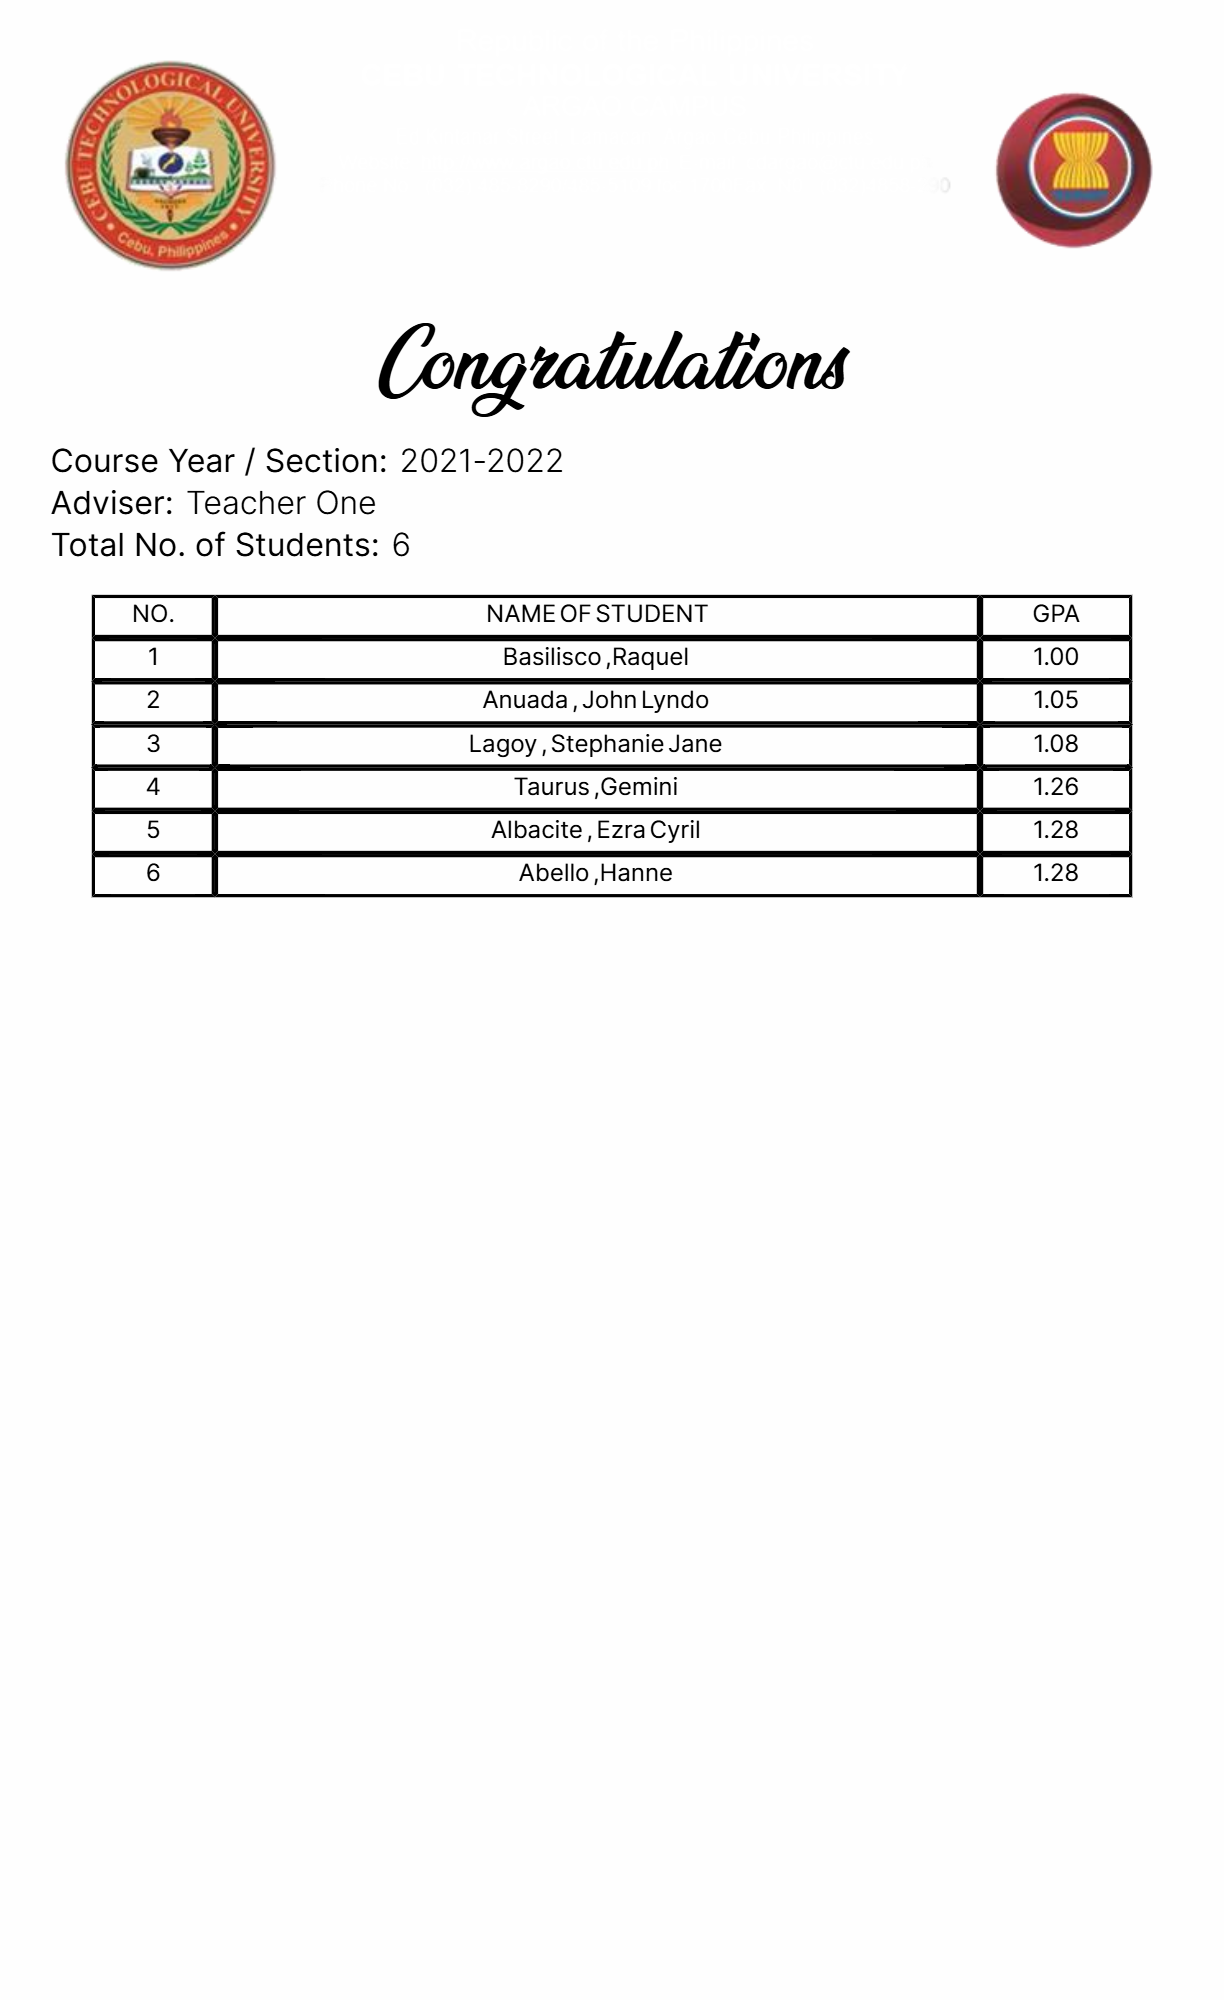 CEBU TECHNOLOGICAL UNIVERSITY
Cebu, Philippines
Congratulations
Course Year / Section: 2021-2022
Adviser: Teacher One
Total No. of Students: 6
NO. NAME OF STUDENT GPA
1 Basilisco ,Raquel 1.00
2 Anuada , John Lyndo 1.05
3 Lagoy , Stephanie Jane 1.08
4 Taurus ,Gemini 1.26
5 Albacite , Ezra Cyril 1.28
6 Abello ,Hanne 1.28